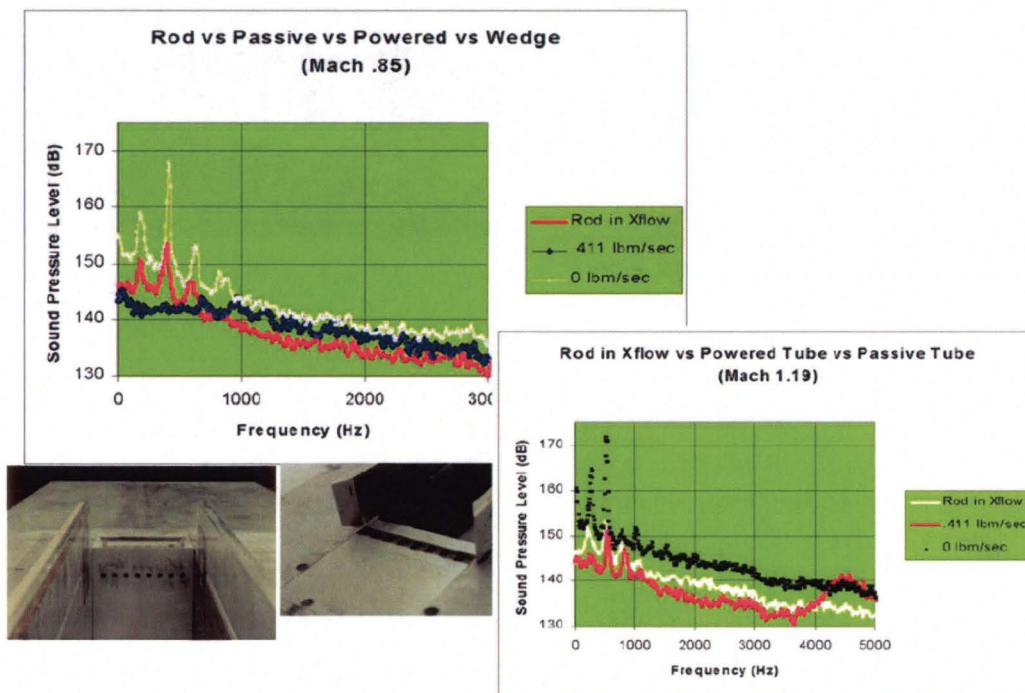 Rod vs Passive vs Powered vs Wedge
(Mach .85)
170
160
150
140
130
Sound Pressure Level (dB)
0
1000
2000
300
Frequency (Hz)
Rod in Xflow
.411 lbm/sec
0 lbm/sec
Rod in Xflow vs Powered Tube vs Passive Tube
(Mach 1.19)
170
160
150
140
130
Sound Pressure Level (dB)
0
1000
2000
3000
4000
5000
Frequency (Hz)
Rod in Xflow
.411 lbm/sec
0 lbm/sec